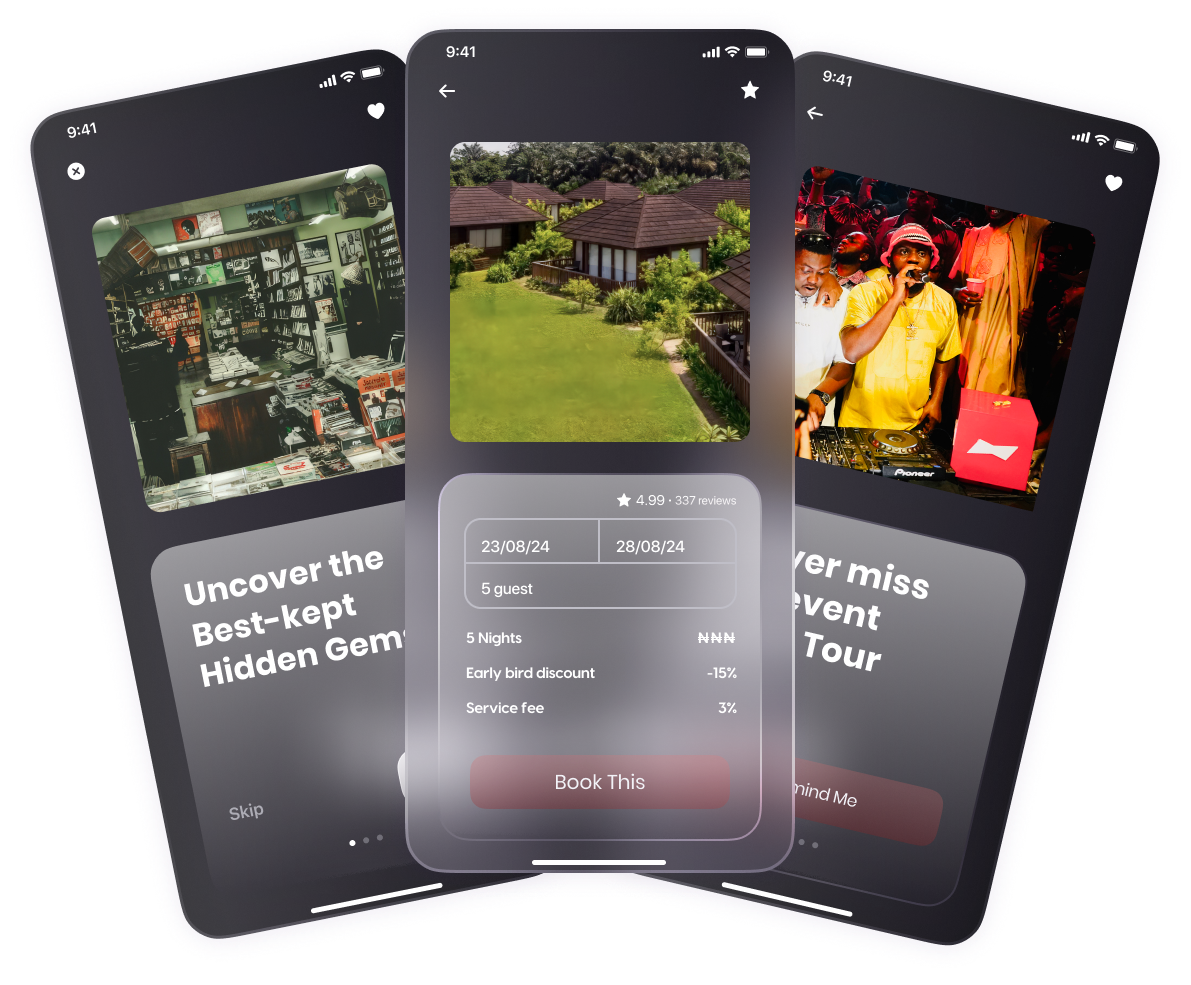 9:41
Uncover the
Best-kept
Hidden Gems
Skip
9:41
4.99 · 337 reviews
23/08/24
28/08/24
5 guest
5 Nights
₦₦₦
Early bird discount
-15%
Service fee
3%
Book This
9:41
Pioneer
ver miss
event
Tour
mind Me